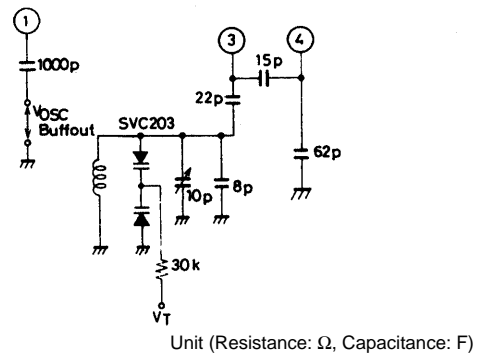 1
3
4
1000p
15p
22p
VOSC
Buffout
SVC203
62p
10p
8p
30k
VT
Unit (Resistance: Ω, Capacitance: F)